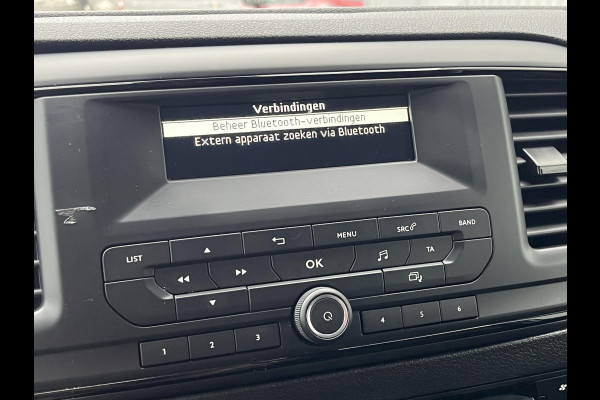 Verbindingen
Beheer Bluetooth-verbindingen
Extern apparaat zoeken via Bluetooth
LIST
MENU
SRC
BAND
OK
TA
1 2 3 4 5 6